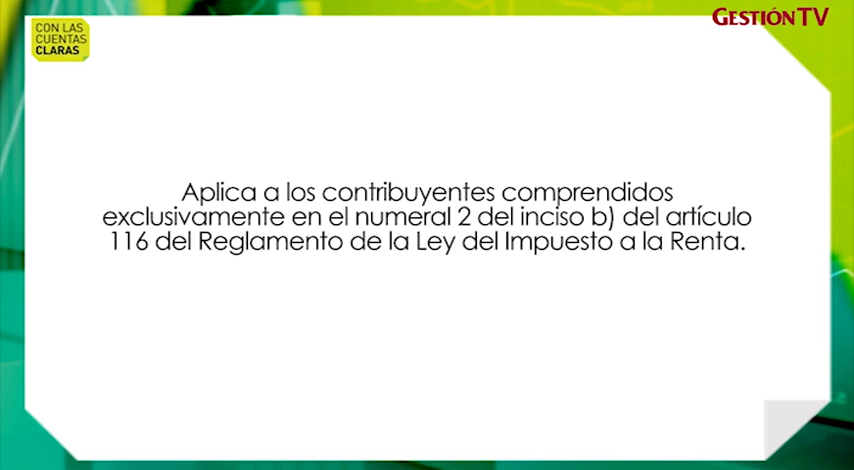 CON LAS
CUENTAS
CLARAS
GESTIÓN TV
Aplica a los contribuyentes comprendidos
exclusivamente en el numeral 2 del inciso b) del artículo
116 del Reglamento de la Ley del Impuesto a la Renta.